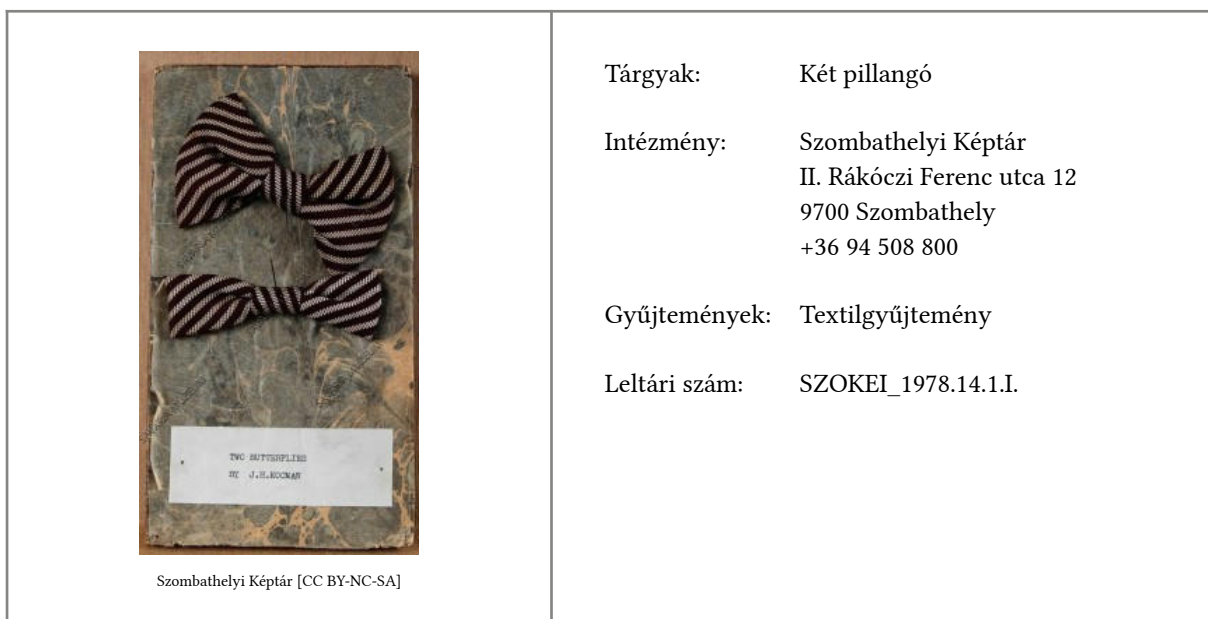 TWO BUTTERFLIES
BY J.H.KOCMAN
Szombathelyi Képtár [CC BY-NC-SA]
Tárgyak: Két pillangó
Intézmény: Szombathelyi Képtár
II. Rákóczi Ferenc utca 12
9700 Szombathely
+36 94 508 800
Gyűjtemények: Textilgyűjtemény
Leltári szám: SZOKEI_1978.14.1.I.